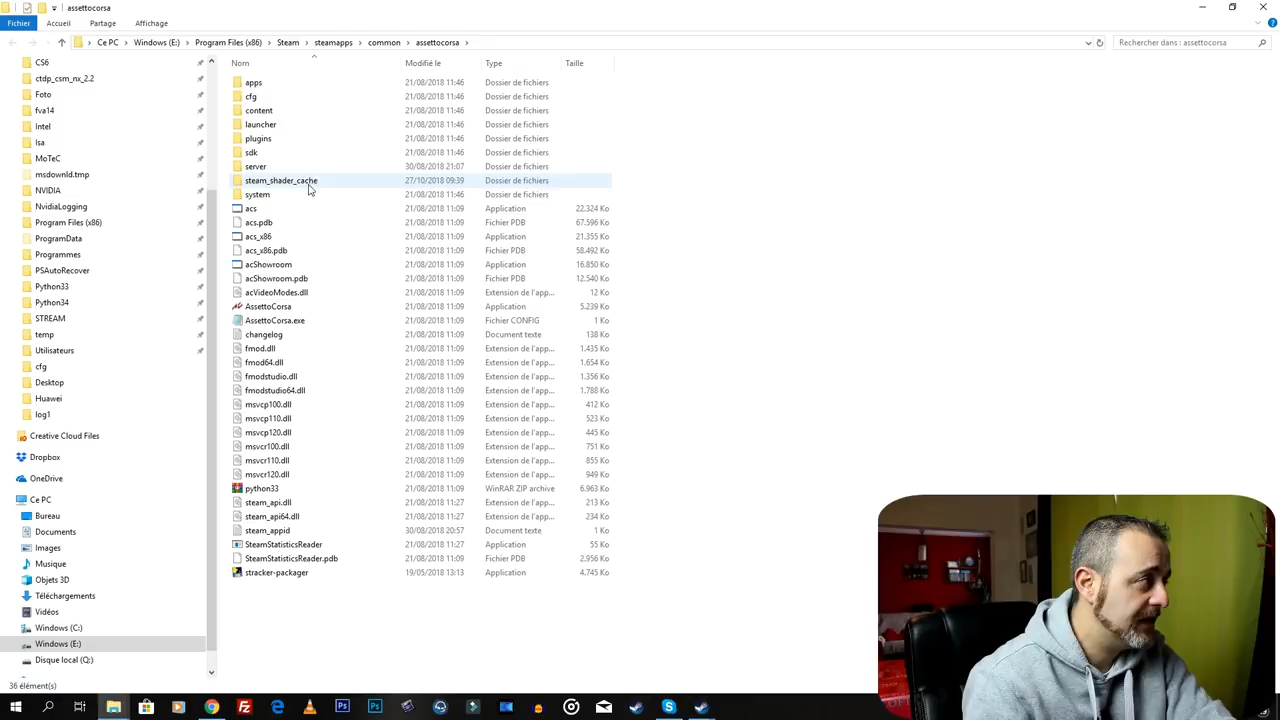 assettocorsa
Fichier Accueil Partage Affichage
Ce PC > Windows (E:) > Program Files (x86) > Steam > steamapps > common > assettocorsa >
Rechercher dans : assettocorsa
Nom Modifié le Type Taille
CS6
ctdp_csm_nx_2.2
Foto
fva14
Intel
Isa
MoTeC
msdownld.tmp
NVIDIA
NvidiaLogging
Program Files (x86)
ProgramData
Programmes
PSAutoRecover
Python33
Python34
STREAM
temp
Utilisateurs
cfg
Desktop
Huawei
log1
Creative Cloud Files
Dropbox
OneDrive
Ce PC
Bureau
Documents
Images
Musique
Objets 3D
Téléchargements
Vidéos
Windows (C:)
Windows (E:)
Disque local (Q:)
apps 21/08/2018 11:46 Dossier de fichiers
cfg 21/08/2018 11:46 Dossier de fichiers
content 21/08/2018 11:46 Dossier de fichiers
launcher 21/08/2018 11:46 Dossier de fichiers
plugins 21/08/2018 11:46 Dossier de fichiers
sdk 21/08/2018 11:46 Dossier de fichiers
server 30/08/2018 21:07 Dossier de fichiers
steam_shader_cache 27/10/2018 09:39 Dossier de fichiers
system 21/08/2018 11:46 Dossier de fichiers
acs 21/08/2018 11:09 Application 22.324 Ko
acs.pdb 21/08/2018 11:09 Fichier PDB 67.596 Ko
acs_x86 21/08/2018 11:09 Application 21.355 Ko
acs_x86.pdb 21/08/2018 11:09 Fichier PDB 58.492 Ko
acShowroom 21/08/2018 11:09 Application 16.850 Ko
acShowroom.pdb 21/08/2018 11:09 Fichier PDB 12.540 Ko
acVideoModes.dll 21/08/2018 11:09 Extension de l'app... 12 Ko
AssettoCorsa 21/08/2018 11:09 Application 5.239 Ko
AssettoCorsa.exe 21/08/2018 11:09 Fichier CONFIG 1 Ko
changelog 21/08/2018 11:09 Document texte 138 Ko
fmod.dll 21/08/2018 11:09 Extension de l'app... 1.435 Ko
fmod64.dll 21/08/2018 11:09 Extension de l'app... 1.654 Ko
fmodstudio.dll 21/08/2018 11:09 Extension de l'app... 1.356 Ko
fmodstudio64.dll 21/08/2018 11:09 Extension de l'app... 1.788 Ko
msvcp100.dll 21/08/2018 11:09 Extension de l'app... 412 Ko
msvcp110.dll 21/08/2018 11:09 Extension de l'app... 523 Ko
msvcp120.dll 21/08/2018 11:09 Extension de l'app... 445 Ko
msvcr100.dll 21/08/2018 11:09 Extension de l'app... 751 Ko
msvcr110.dll 21/08/2018 11:09 Extension de l'app... 855 Ko
msvcr120.dll 21/08/2018 11:09 Extension de l'app... 949 Ko
python33 21/08/2018 11:09 WinRAR ZIP archive 6.963 Ko
steam_api.dll 21/08/2018 11:27 Extension de l'app... 213 Ko
steam_api64.dll 21/08/2018 11:27 Extension de l'app... 234 Ko
steam_appid 30/08/2018 20:57 Document texte 1 Ko
SteamStatisticsReader 21/08/2018 11:27 Application 55 Ko
SteamStatisticsReader.pdb 21/08/2018 11:09 Fichier PDB 2.956 Ko
stracker-packager 19/05/2018 13:13 Application 4.745 Ko
36 élément(s)